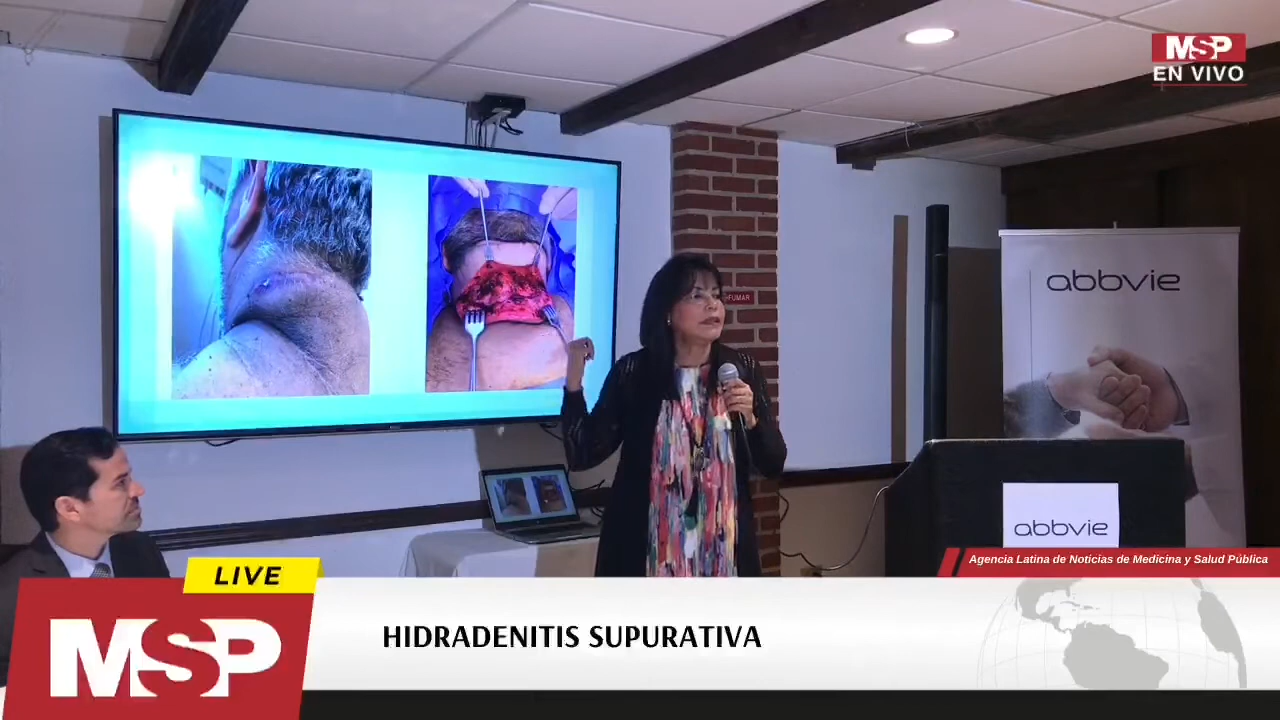 MSP
EN VIVO
FUMAR
abbvie
abbvie
Agencia Latina de Noticias de Medicina y Salud Pública
LIVE
MSP
HIDRADENITIS SUPURATIVA